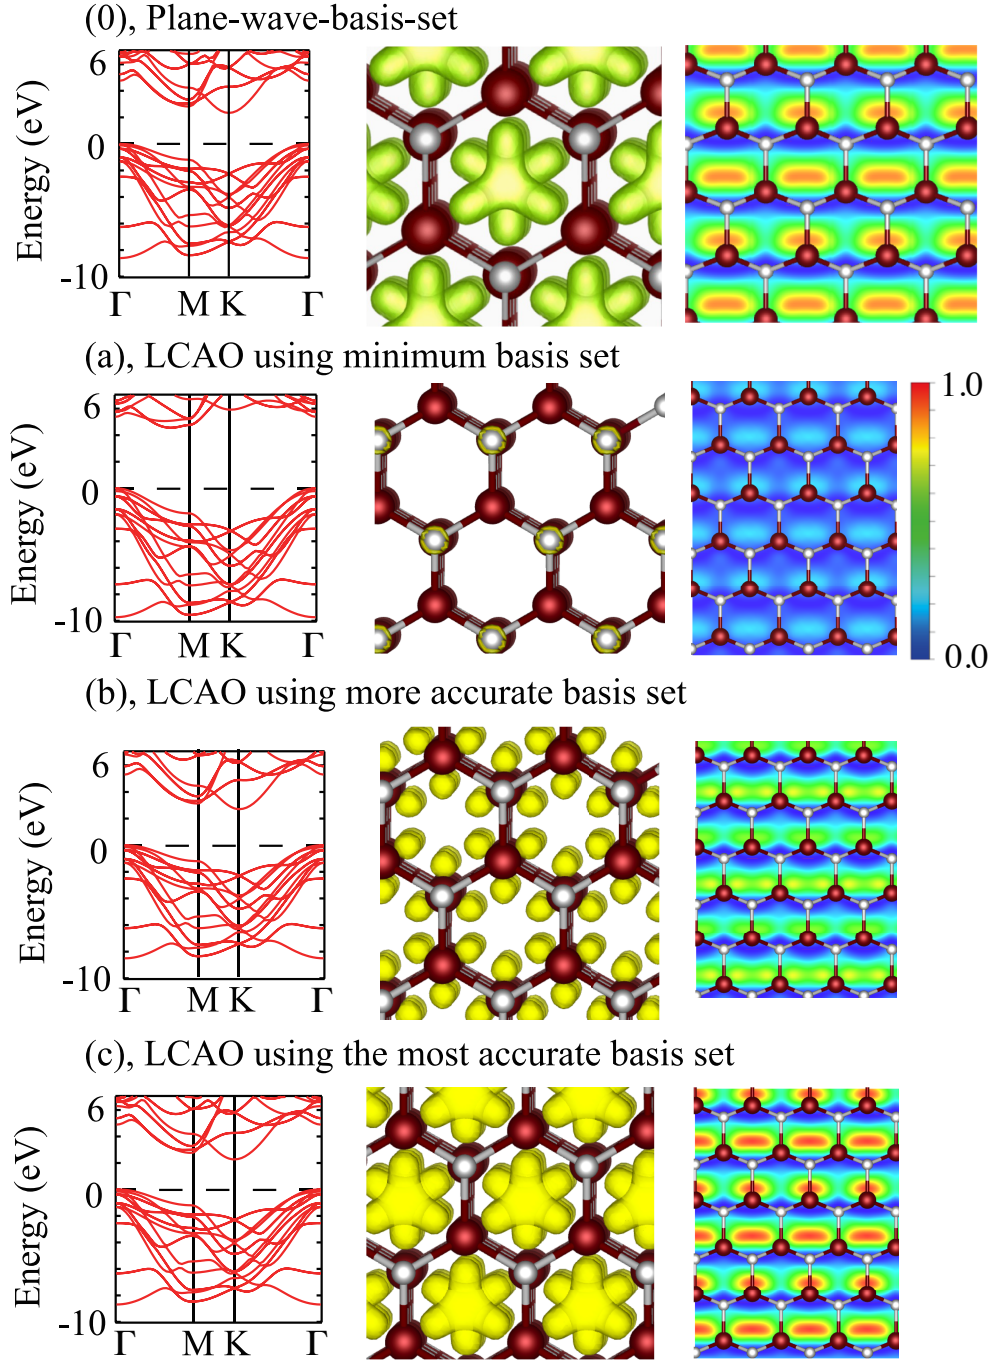 (0), Plane-wave-basis-set
Energy (eV)
6
0
-10
Γ M K Γ
(a), LCAO using minimum basis set
Energy (eV)
6
0
-10
Γ M K Γ
1.0
0.0
(b), LCAO using more accurate basis set
Energy (eV)
6
0
-10
Γ M K Γ
(c), LCAO using the most accurate basis set
Energy (eV)
6
0
-10
Γ M K Γ